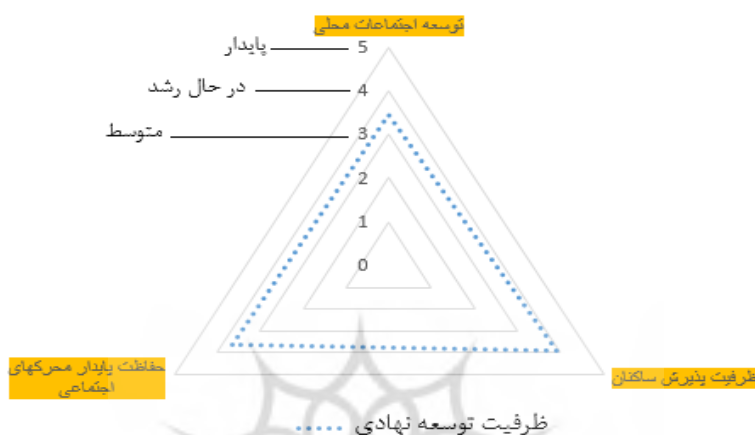 توسعه اجتماعات محلی
پایدار 5
در حال رشد 4
متوسط 3
2
1
0
حفاظت پایدار محرکهای
اجتماعی
ظرفیت پذیرش ساکنان
ظرفیت توسعه نهادی